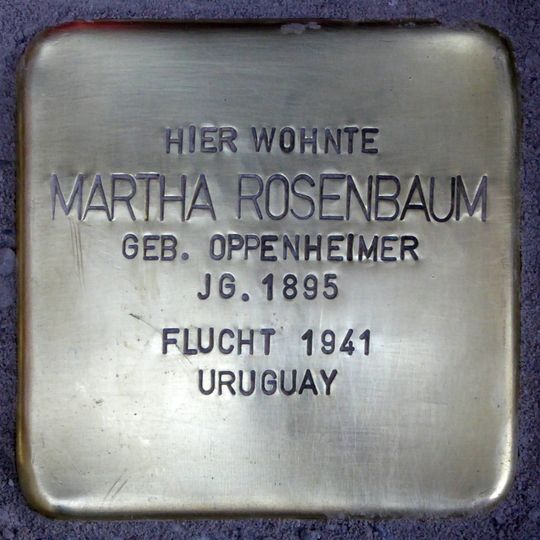 HIER WOHNTE
MARTHA ROSENBAUM
GEB. OPPENHEIMER
JG. 1895
FLUCHT 1941
URUGUAY